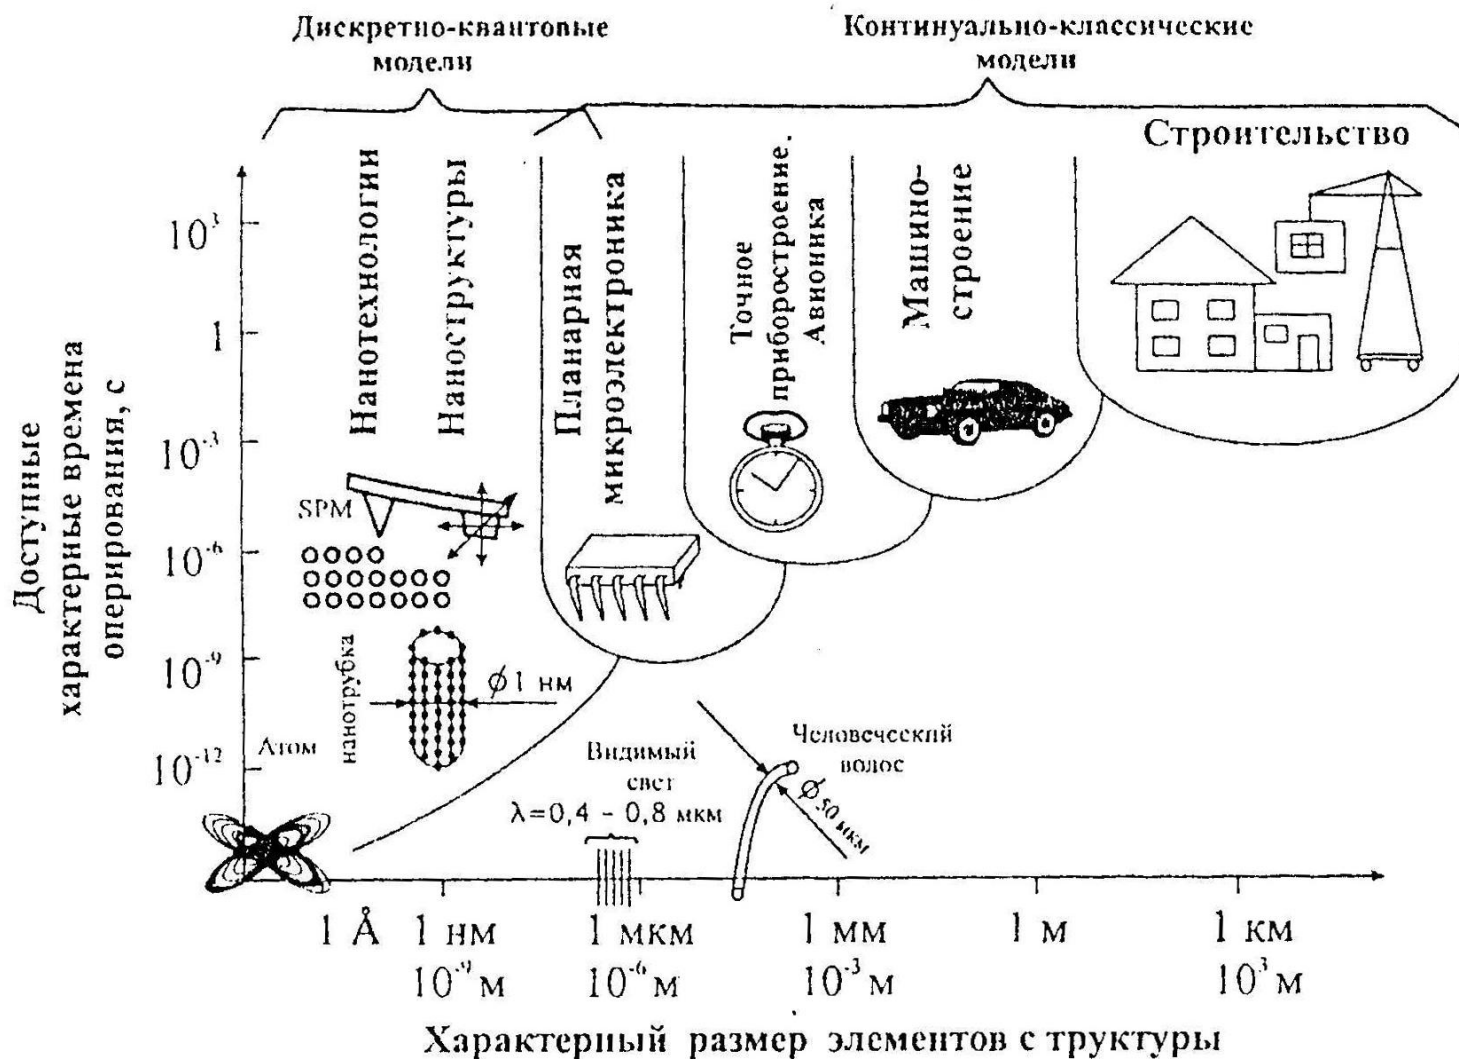 Дискретно-квантовые
модели
Континуально-классические
модели
Нанотехнологии
Наноструктуры
Планарная
микроэлектроника
Точное
приборостроение.
Авионика
Машино-
строение
Строительство
Доступные
характерные времена
оперирования, с
10³
1
10⁻³
10⁻⁶
10⁻⁹
10⁻¹²
SPM
нанотрубка
ϕ1 нм
Атом
Видимый
свет
λ=0,4 – 0,8 мкм
Человеческий
волос
ϕ 50 мкм
1 Å
1 нм
10⁻⁹ м
1 мкм
10⁻⁶ м
1 мм
10⁻³ м
1 м
1 км
10³ м
Характерный размер элементов с труктуры